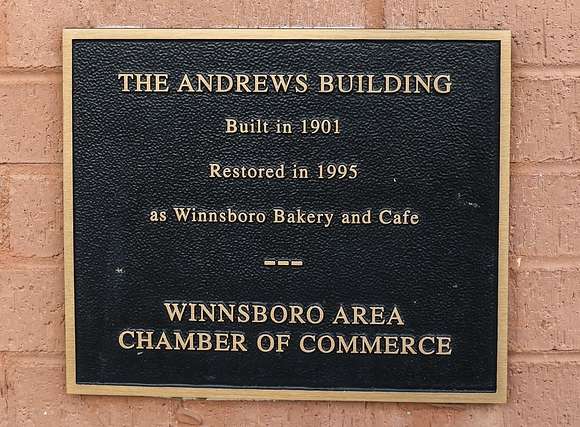 THE ANDREWS BUILDING
Built in 1901
Restored in 1995
as Winnsboro Bakery and Cafe
---
WINNSBORO AREA
CHAMBER OF COMMERCE